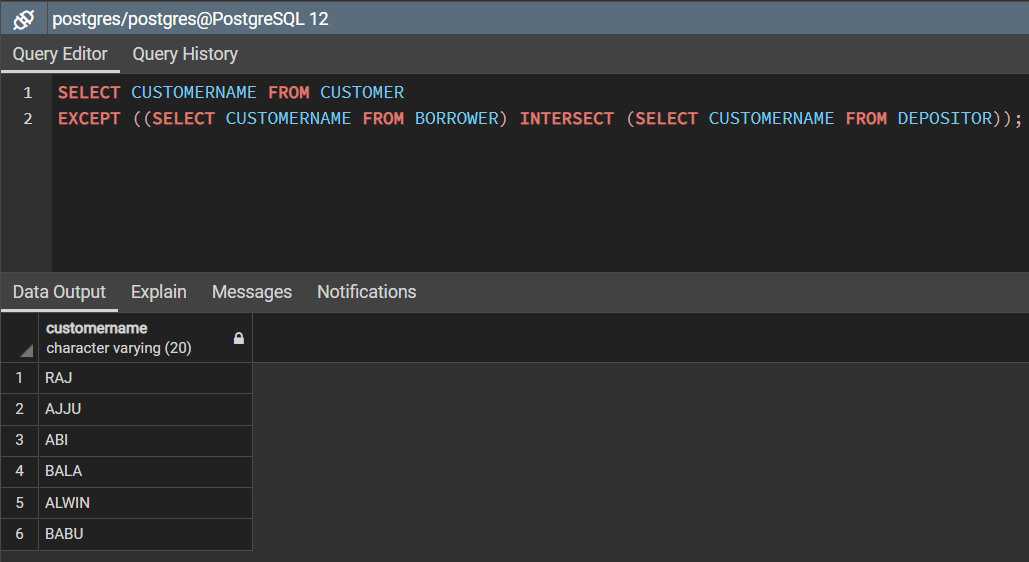 postgres/postgres@PostgreSQL 12
Query Editor Query History
1 SELECT CUSTOMERNAME FROM CUSTOMER
2 EXCEPT ((SELECT CUSTOMERNAME FROM BORROWER) INTERSECT (SELECT CUSTOMERNAME FROM DEPOSITOR));
Data Output Explain Messages Notifications
customername
character varying (20)
1 RAJ
2 AJJU
3 ABI
4 BALA
5 ALWIN
6 BABU